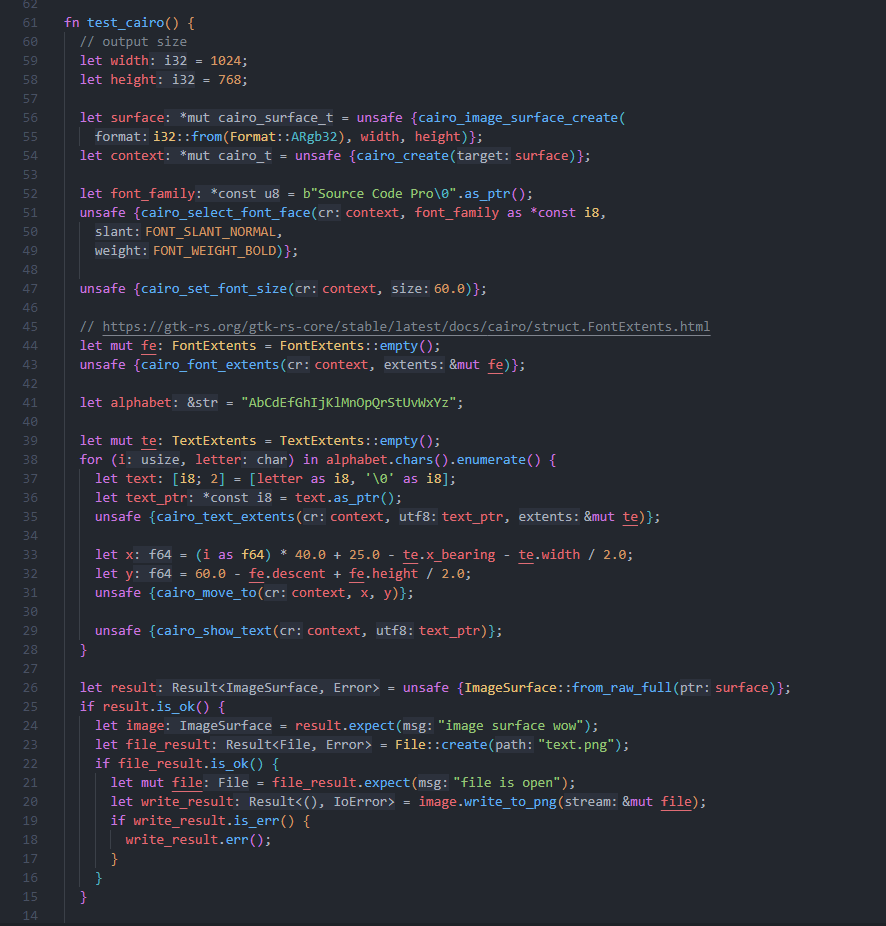 62
61 fn test_cairo() {
60 // output size
59 let width: i32 = 1024;
58 let height: i32 = 768;
57
56 let surface: *mut cairo_surface_t = unsafe {cairo_image_surface_create(
55 format: i32::from(Format::ARgb32), width, height)};
54 let context: *mut cairo_t = unsafe {cairo_create(target: surface)};
53
52 let font_family: *const u8 = b"Source Code Pro\0".as_ptr();
51 unsafe {cairo_select_font_face(cr: context, font_family as *const i8,
50 slant: FONT_SLANT_NORMAL,
49 weight: FONT_WEIGHT_BOLD)};
48
47 unsafe {cairo_set_font_size(cr: context, size: 60.0)};
46
45 // https://gtk-rs.org/gtk-rs-core/stable/latest/docs/cairo/struct.FontExtents.html
44 let mut fe: FontExtents = FontExtents::empty();
43 unsafe {cairo_font_extents(cr: context, extents: &mut fe)};
42
41 let alphabet: &str = "AbCdEfGhIjKlMnOpQrStUvWxYz";
40
39 let mut te: TextExtents = TextExtents::empty();
38 for (i: usize, letter: char) in alphabet.chars().enumerate() {
37 let text: [i8; 2] = [letter as i8, '\0' as i8];
36 let text_ptr: *const i8 = text.as_ptr();
35 unsafe {cairo_text_extents(cr: context, utf8: text_ptr, extents: &mut te)};
34
33 let x: f64 = (i as f64) * 40.0 + 25.0 - te.x_bearing - te.width / 2.0;
32 let y: f64 = 60.0 - fe.descent + fe.height / 2.0;
31 unsafe {cairo_move_to(cr: context, x, y)};
30
29 unsafe {cairo_show_text(cr: context, utf8: text_ptr)};
28 }
27
26 let result: Result<ImageSurface, Error> = unsafe {ImageSurface::from_raw_full(ptr: surface)};
25 if result.is_ok() {
24 let image: ImageSurface = result.expect(msg: "image surface wow");
23 let file_result: Result<File, Error> = File::create(path: "text.png");
22 if file_result.is_ok() {
21 let mut file: File = file_result.expect(msg: "file is open");
20 let write_result: Result<(), IoError> = image.write_to_png(stream: &mut file);
19 if write_result.is_err() {
18 write_result.err();
17 }
16 }
15 }
14